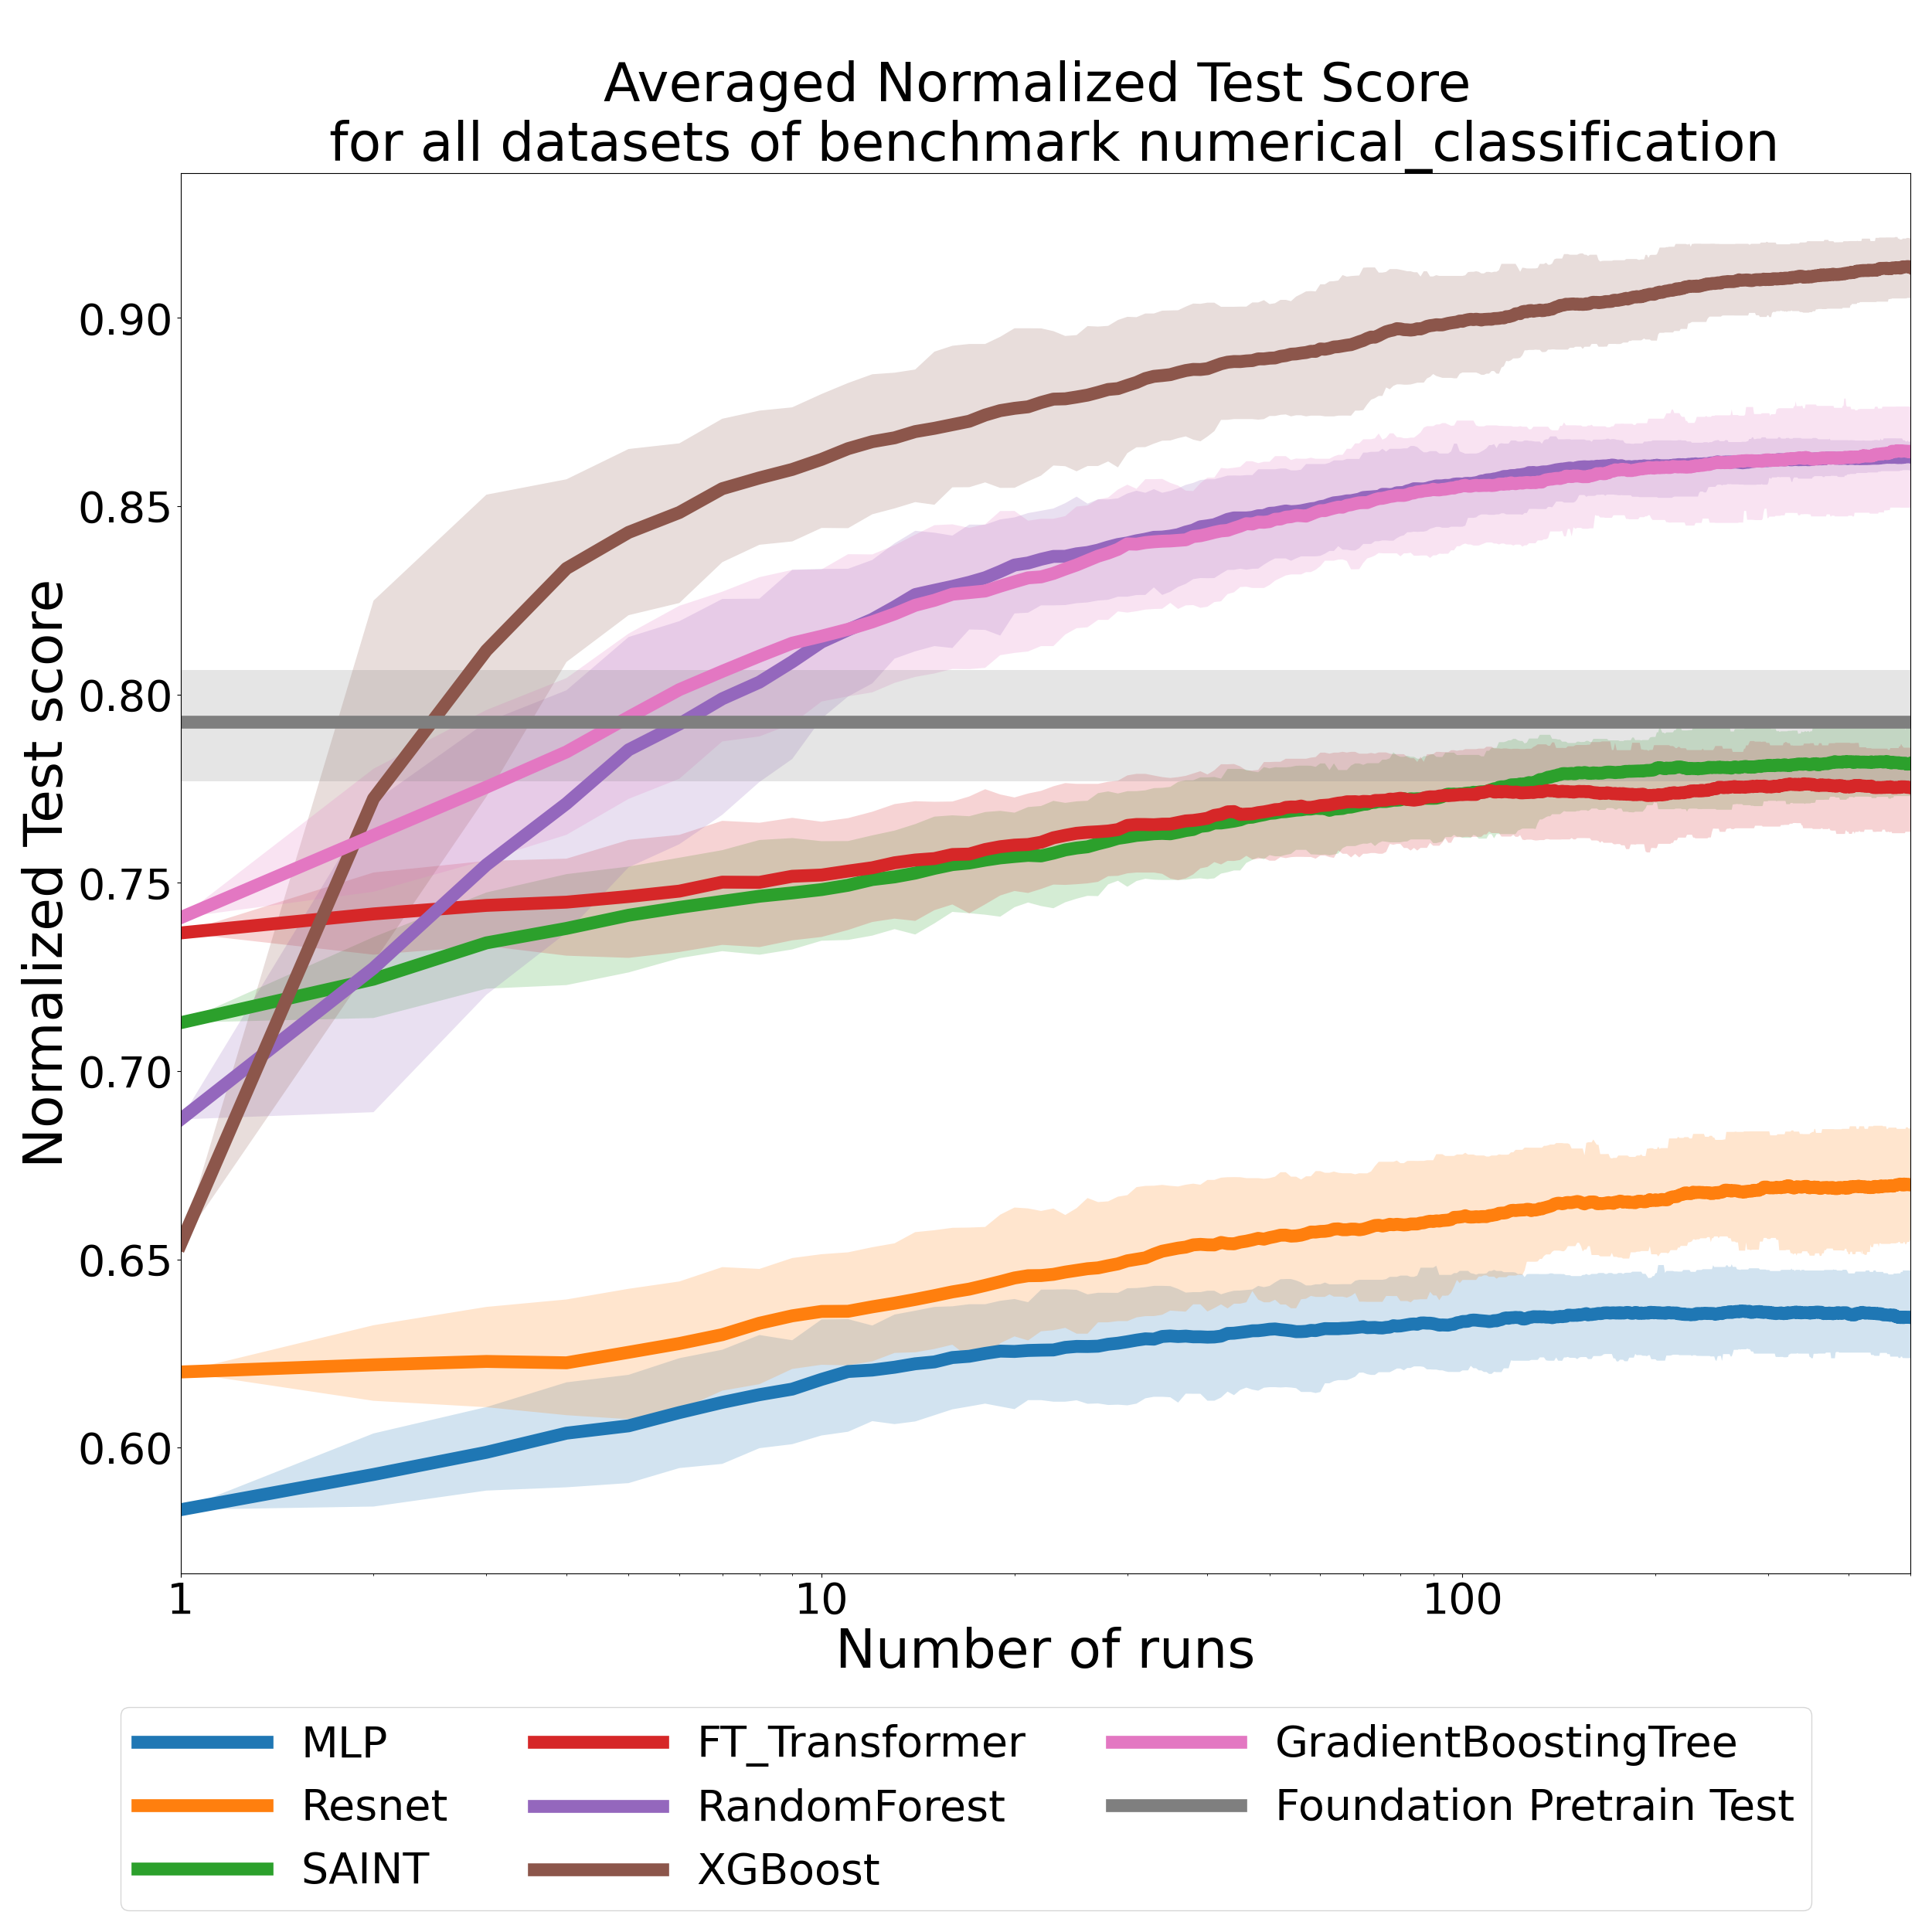 Averaged Normalized Test Score
for all datasets of benchmark numerical_classification
Normalized Test score
0.90
0.85
0.80
0.75
0.70
0.65
0.60
1
10
100
Number of runs
MLP
Resnet
SAINT
FT_Transformer
RandomForest
XGBoost
GradientBoostingTree
Foundation Pretrain Test